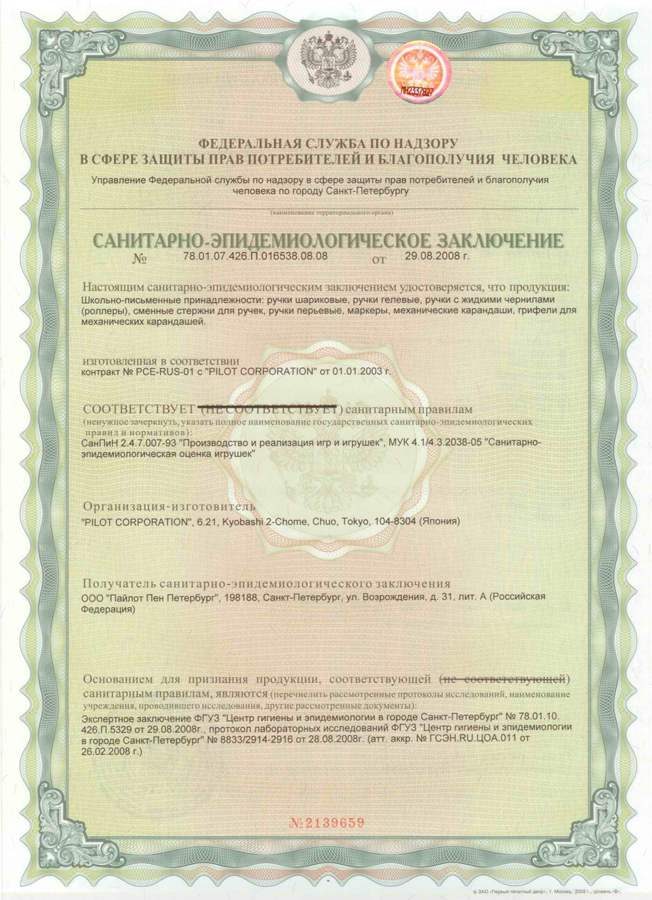 ФЕДЕРАЛЬНАЯ СЛУЖБА ПО НАДЗОРУ
В СФЕРЕ ЗАЩИТЫ ПРАВ ПОТРЕБИТЕЛЕЙ И БЛАГОПОЛУЧИЯ ЧЕЛОВЕКА
Управление Федеральной службы по надзору в сфере защиты прав потребителей и благополучия
человека по городу Санкт-Петербургу
(наименование территориального органа)
САНИТАРНО-ЭПИДЕМИОЛОГИЧЕСКОЕ ЗАКЛЮЧЕНИЕ
№ 78.01.07.426.П.016538.08.08 от 29.08.2008 г.
Настоящим санитарно-эпидемиологическим заключением удостоверяется, что продукция:
Школьно-письменные принадлежности: ручки шариковые, ручки гелевые, ручки с жидкими чернилами
(роллеры), сменные стержни для ручек, ручки перьевые, маркеры, механические карандаши, грифели для
механических карандашей.
изготовленная в соответствии
контракт № PCE-RUS-01 с "PILOT CORPORATION" от 01.01.2003 г.
СООТВЕТСТВУЕТ (НЕ СООТВЕТСТВУЕТ) санитарным правилам
(ненужное зачеркнуть, указать полное наименование государственных санитарно-эпидемиологических
правил и нормативов):
СанПиН 2.4.7.007-93 "Производство и реализация игр и игрушек", МУК 4.1/4.3.2038-05 "Санитарно-
эпидемиологическая оценка игрушек"
Организация-изготовитель
"PILOT CORPORATION", 6.21, Kyobashi 2-Chome, Chuo, Tokyo, 104-8304 (Япония)
Получатель санитарно-эпидемиологического заключения
ООО "Пайлот Пен Петербург", 198188, Санкт-Петербург, ул. Возрождения, д. 31, лит. А (Российская
Федерация)
Основанием для признания продукции, соответствующей (не соответствующей)
санитарным правилам, являются (перечислить рассмотренные протоколы исследований, наименование
учреждения, проводившего исследования, другие рассмотренные документы):
Экспертное заключение ФГУЗ "Центр гигиены и эпидемиологии в городе Санкт-Петербург" № 78.01.10.
426.П.5329 от 29.08.2008г., протокол лабораторных исследований ФГУЗ "Центр гигиены и эпидемиологии
в городе Санкт-Петербург" № 8833/2914-2916 от 28.08.2008г. (атт. аккр. № ГСЭН.RU.ЦОА.011 от
26.02.2008 г.)
№2139659
© ЗАО «Первый печатный двор», г. Москва, 2008 г., уровень «В».